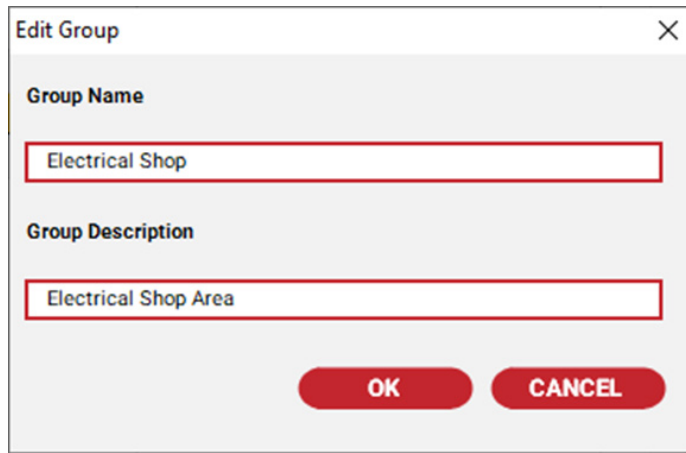 Edit Group
Group Name
Electrical Shop
Group Description
Electrical Shop Area
OK CANCEL